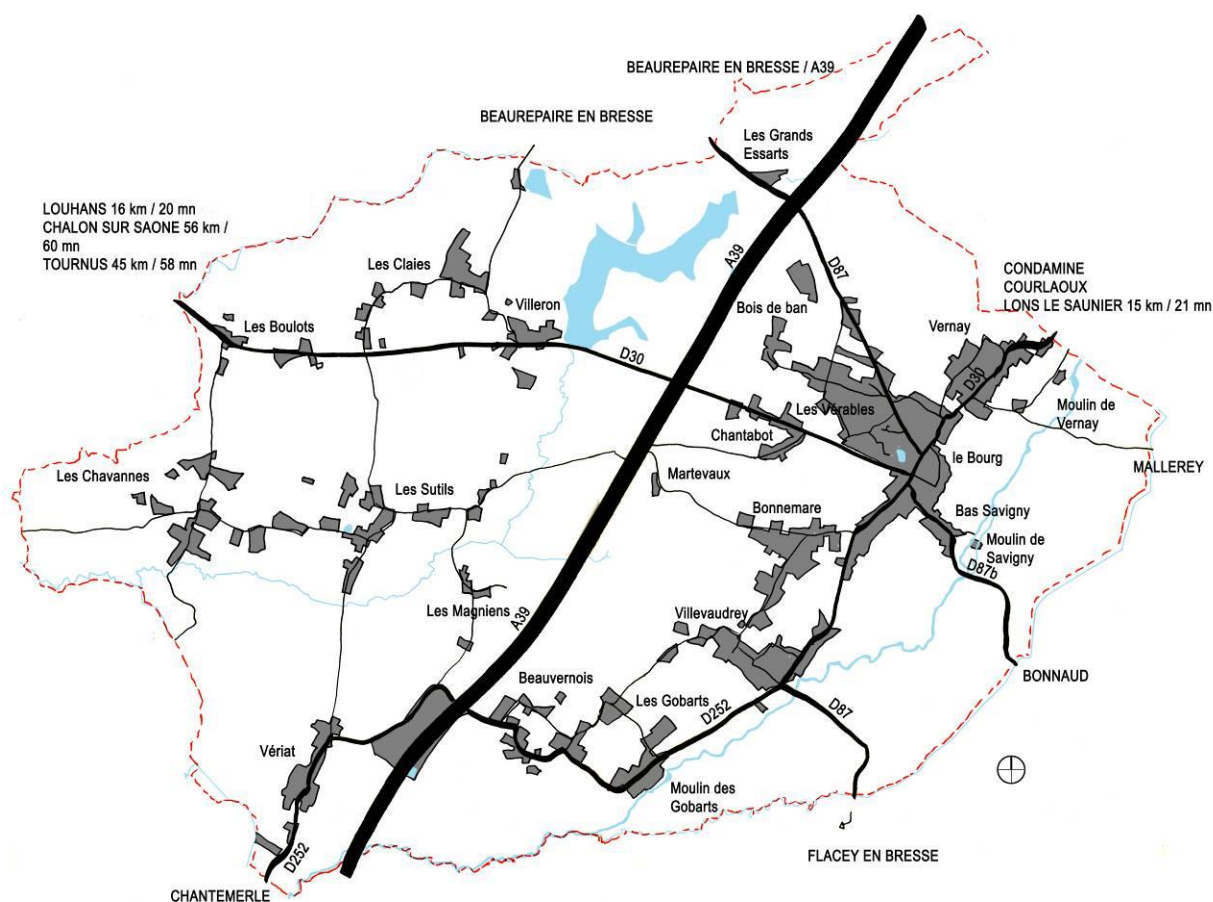 BEAUREPAIRE EN BRESSE / A39
BEAUREPAIRE EN BRESSE
Les Grands
Essarts
LOUHANS 16 km / 20 mn
CHALON SUR SAONE 56 km /
60 mn
TOURNUS 45 km / 58 mn
A39
D87
Les Claies
CONDAMINE
COURLAOUX
LONS LE SAUNIER 15 km / 21 mn
Villeron
Bois de ban
Vernay
Les Boulots
D30
D30
Les Vérables
Moulin de
Vernay
Chantabot
le Bourg
MALLEREY
Les Chavannes
Martevaux
Les Sutils
Bonnemare
Bas Savigny
Moulin de
Savigny
D87b
Les Magniens
A39
Villevaudrey
BONNAUD
Beauvernois
Les Gobarts
D252
D87
Vériat
Moulin des
Gobarts
D252
FLACEY EN BRESSE
CHANTEMERLE